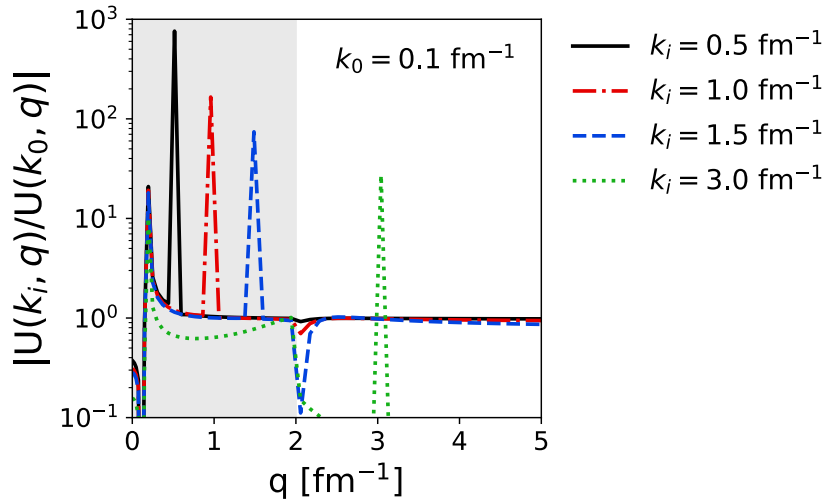 |U(kᵢ, q)/U(k₀, q)|
10³
10²
10¹
10⁰
10⁻¹
k₀ = 0.1 fm⁻¹
0 1 2 3 4 5
q [fm⁻¹]
kᵢ = 0.5 fm⁻¹
kᵢ = 1.0 fm⁻¹
kᵢ = 1.5 fm⁻¹
kᵢ = 3.0 fm⁻¹